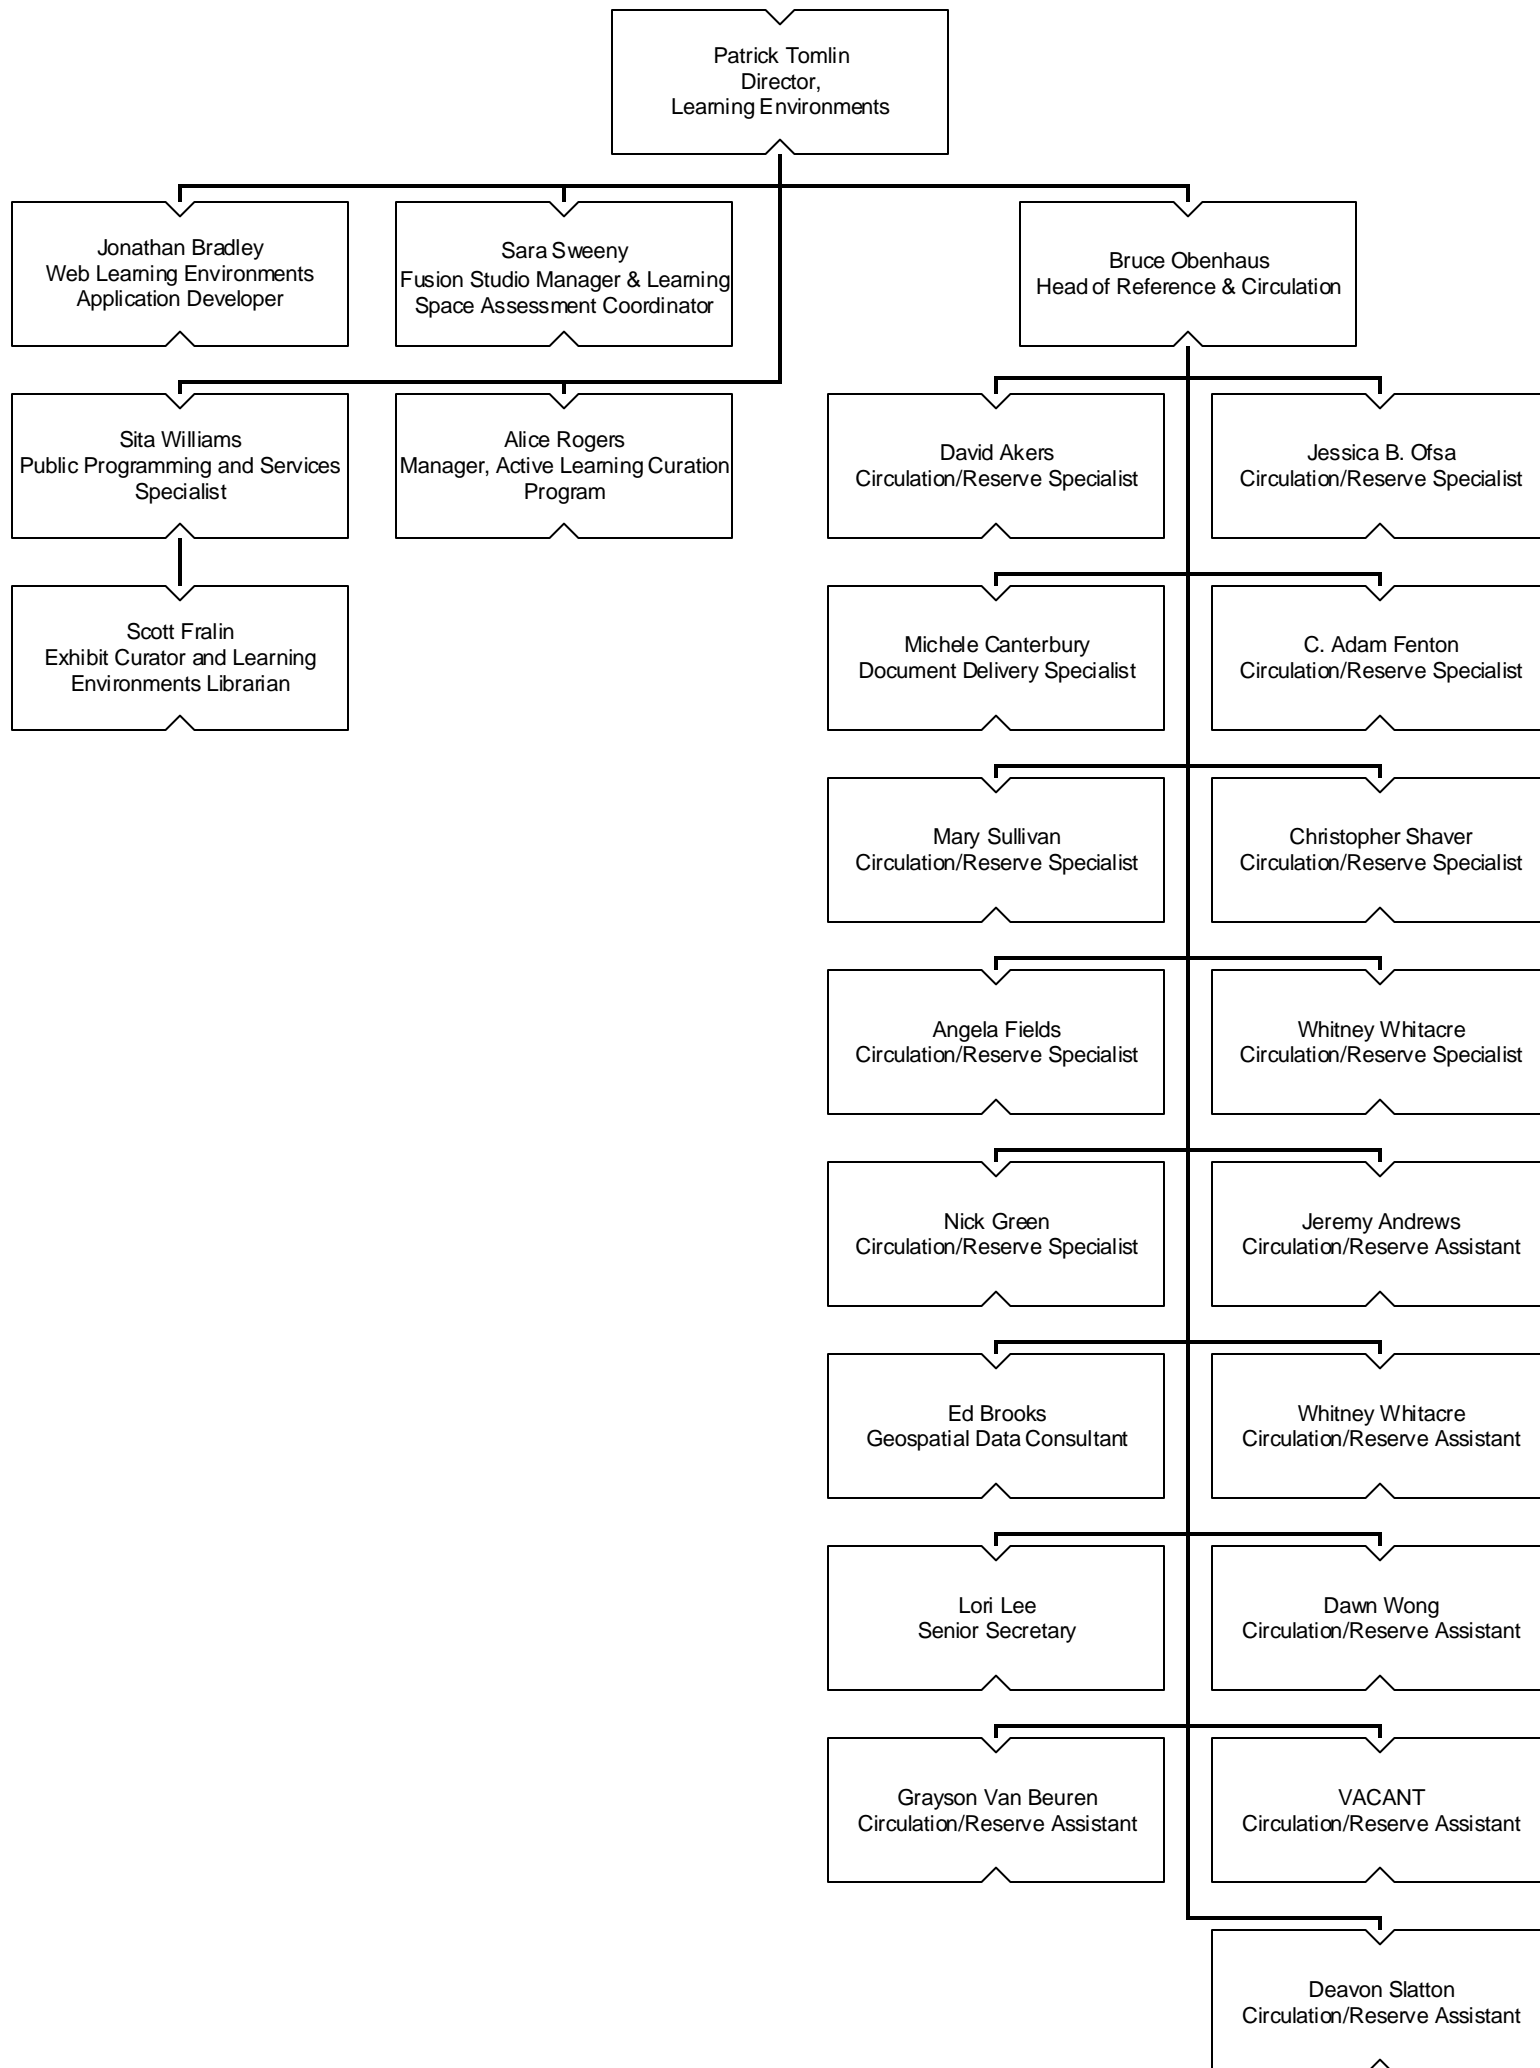 Patrick Tomlin
Director,
Learning Environments
Jonathan Bradley
Web Learning Environments
Application Developer
Sara Sweeny
Fusion Studio Manager & Learning
Space Assessment Coordinator
Bruce Obenhaus
Head of Reference & Circulation
Sita Williams
Public Programming and Services
Specialist
Alice Rogers
Manager, Active Learning Curation
Program
David Akers
Circulation/Reserve Specialist
Jessica B. Ofsa
Circulation/Reserve Specialist
Scott Fralin
Exhibit Curator and Learning
Environments Librarian
Michele Canterbury
Document Delivery Specialist
C. Adam Fenton
Circulation/Reserve Specialist
Mary Sullivan
Circulation/Reserve Specialist
Christopher Shaver
Circulation/Reserve Specialist
Angela Fields
Circulation/Reserve Specialist
Whitney Whitacre
Circulation/Reserve Specialist
Nick Green
Circulation/Reserve Specialist
Jeremy Andrews
Circulation/Reserve Assistant
Ed Brooks
Geospatial Data Consultant
Whitney Whitacre
Circulation/Reserve Assistant
Lori Lee
Senior Secretary
Dawn Wong
Circulation/Reserve Assistant
Grayson Van Beuren
Circulation/Reserve Assistant
VACANT
Circulation/Reserve Assistant
Deavon Slatton
Circulation/Reserve Assistant